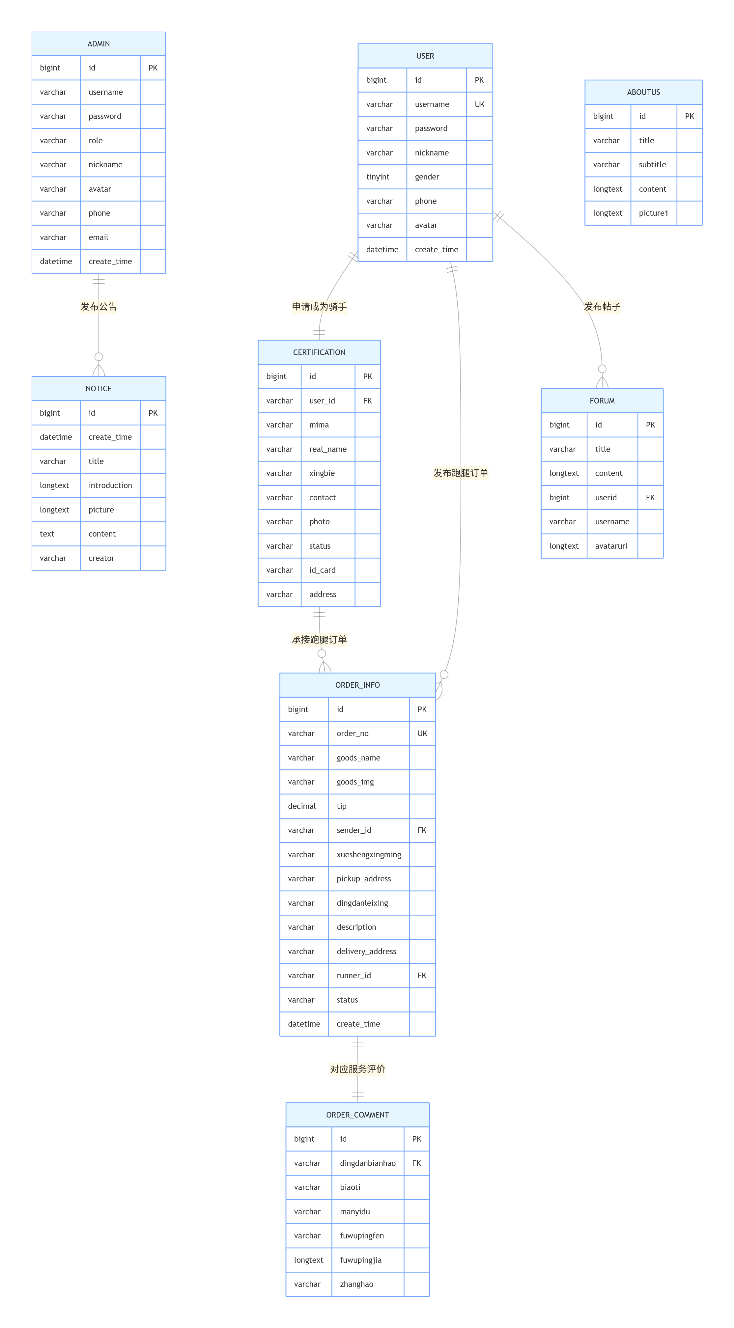 ADMIN
bigint id PK
varchar username
varchar password
varchar role
varchar nickname
varchar avatar
varchar phone
varchar email
datetime create_time
发布公告
NOTICE
bigint id PK
datetime create_time
varchar title
longtext introduction
longtext picture
text content
varchar creator
USER
bigint id PK
varchar username UK
varchar password
varchar nickname
tinyint gender
varchar phone
varchar avatar
datetime create_time
申请成为骑手
发布跑腿订单
发布帖子
CERTIFICATION
bigint id PK
varchar user_id FK
varchar mima
varchar real_name
varchar xingbie
varchar contact
varchar photo
varchar status
varchar id_card
varchar address
承接跑腿订单
ORDER_INFO
bigint id PK
varchar order_no UK
varchar goods_name
varchar goods_img
decimal tip
varchar sender_id FK
varchar xueshengxingming
varchar pickup_address
varchar dingdanleixing
varchar description
varchar delivery_address
varchar runner_id FK
varchar status
datetime create_time
对应服务评价
ORDER_COMMENT
bigint id PK
varchar dingdanbianhao FK
varchar biaoti
varchar manyidu
varchar fuwupingfen
longtext fuwupingjia
varchar zhanghao
ABOUTUS
bigint id PK
varchar title
varchar subtitle
longtext content
longtext picture1
FORUM
bigint id PK
varchar title
longtext content
bigint userid FK
varchar username
longtext avatarurl